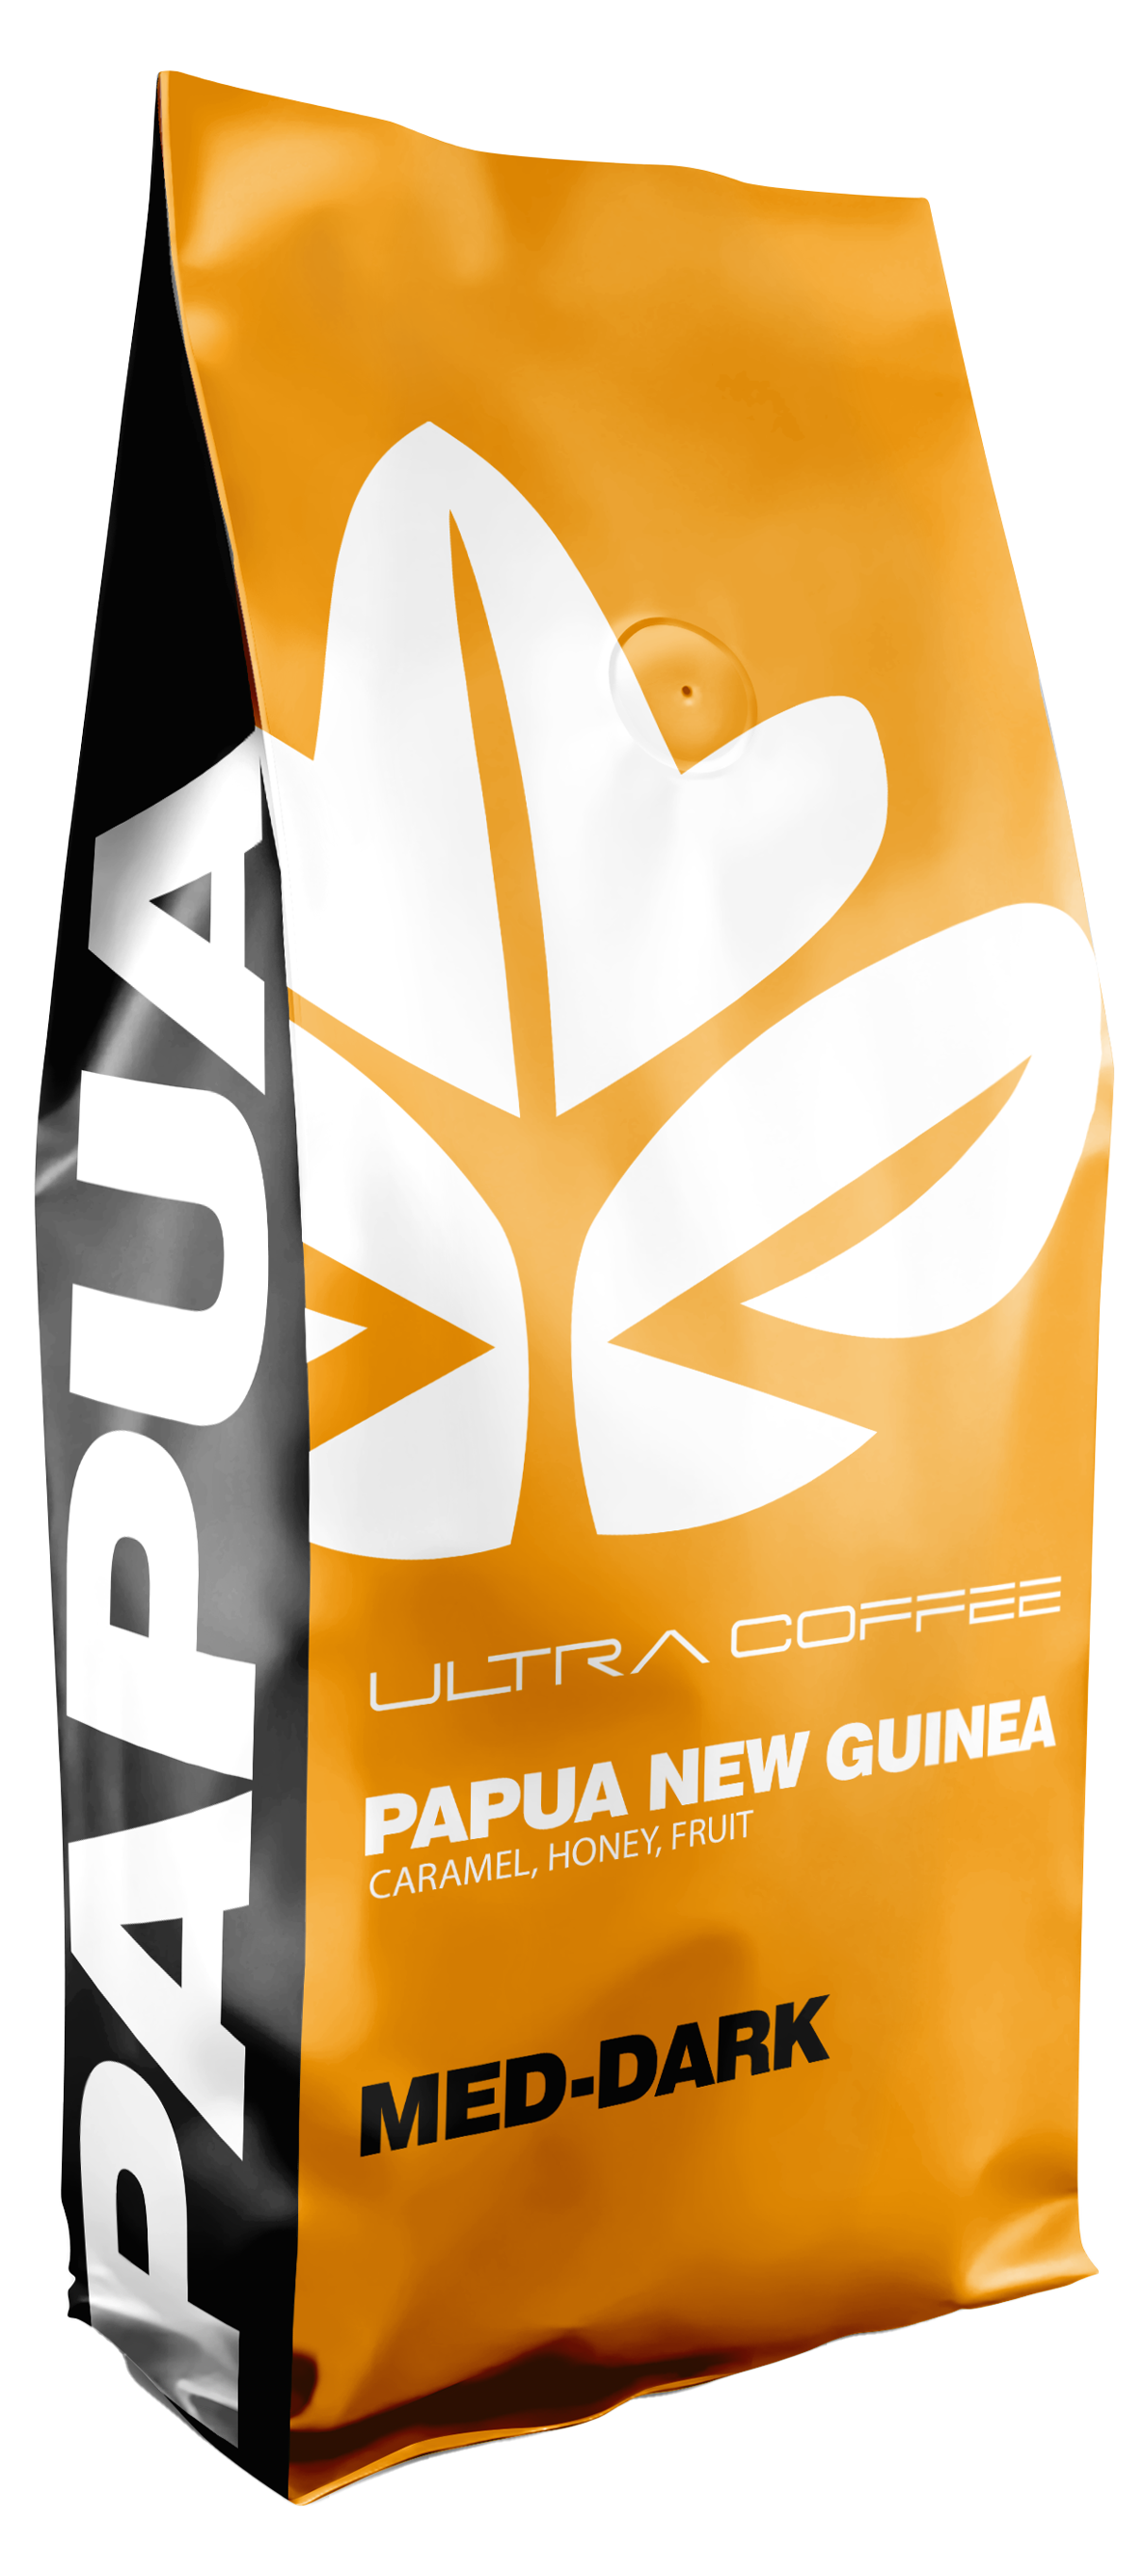 PAPUA
ULTRA COFFEE
PAPUA NEW GUINEA
CARAMEL, HONEY, FRUIT
MED-DARK